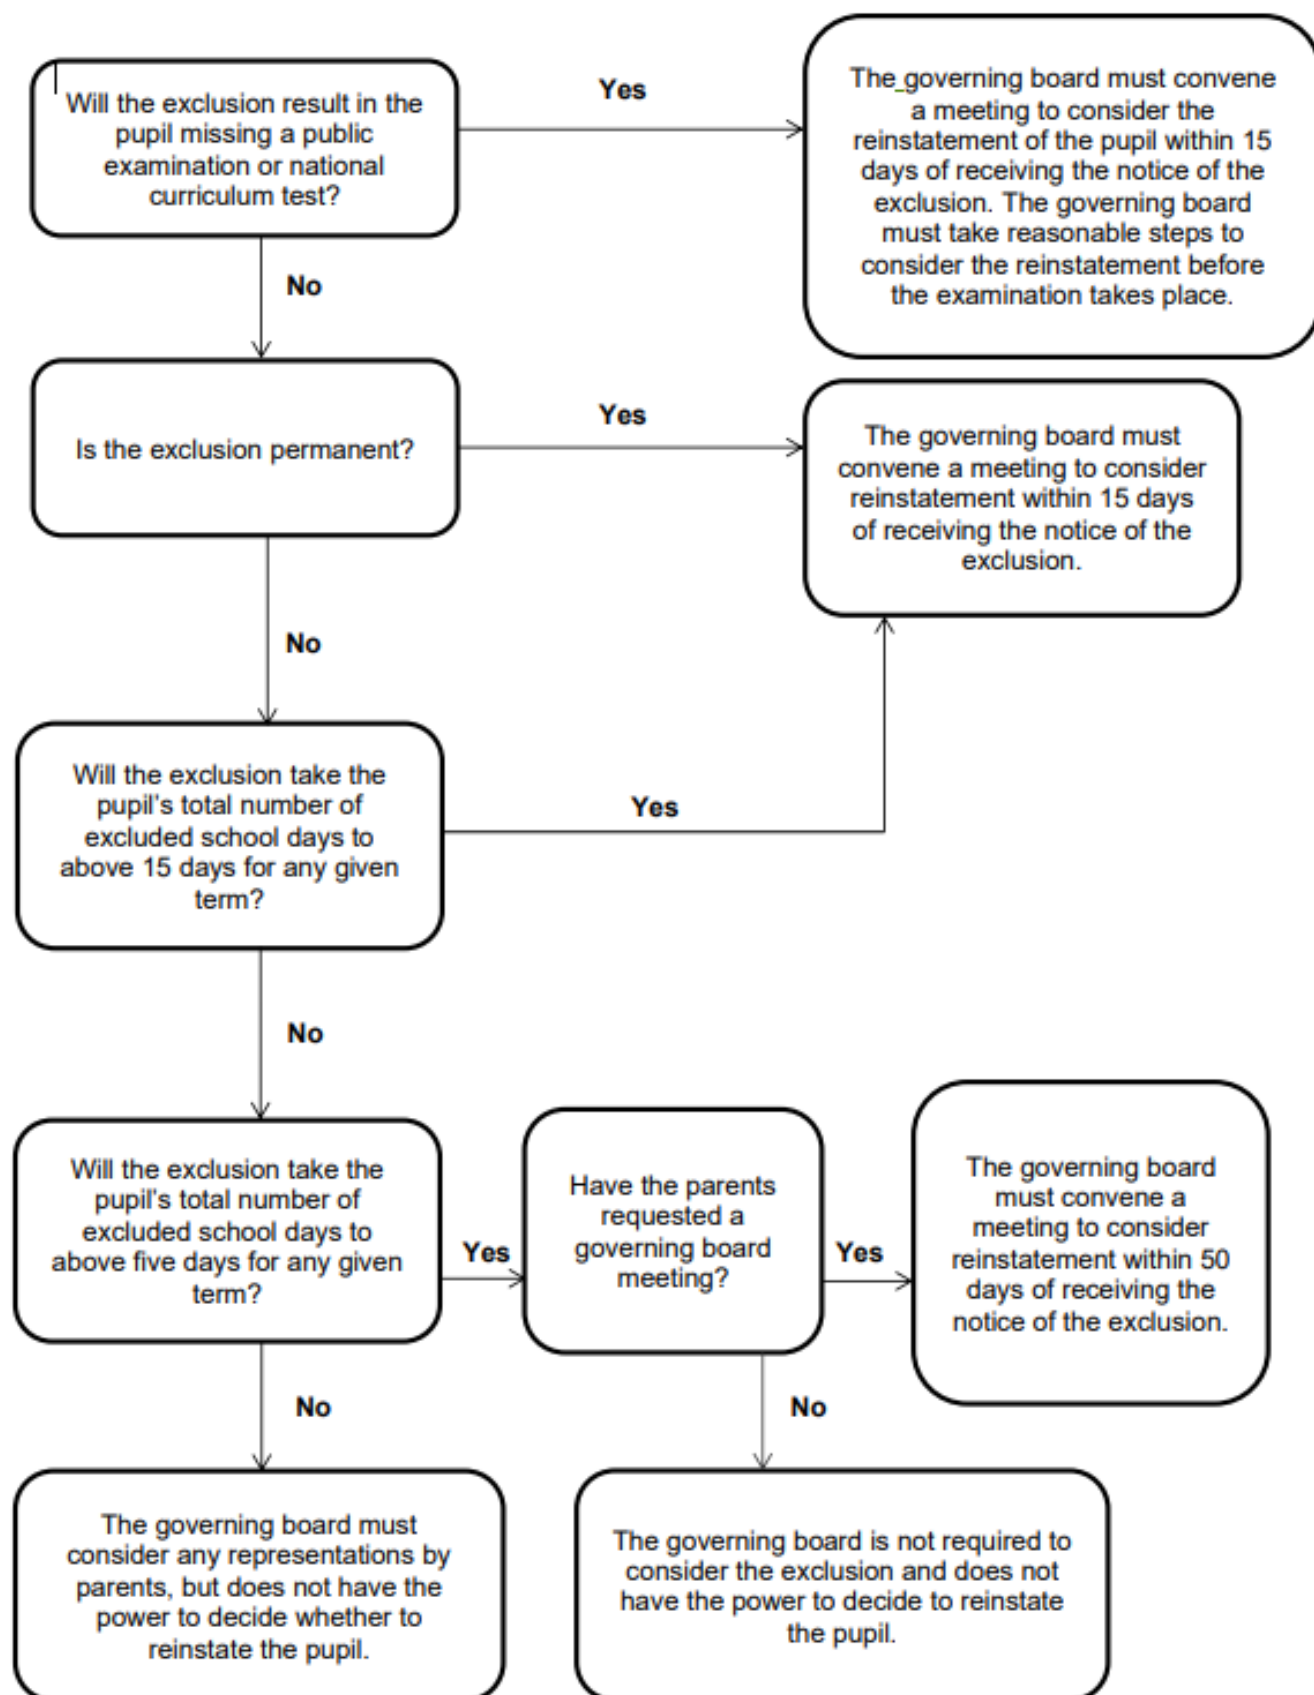 Will the exclusion result in the
pupil missing a public
examination or national
curriculum test?
Yes
The governing board must convene
a meeting to consider the
reinstatement of the pupil within 15
days of receiving the notice of the
exclusion. The governing board
must take reasonable steps to
consider the reinstatement before
the examination takes place.
No
Is the exclusion permanent?
Yes
The governing board must
convene a meeting to consider
reinstatement within 15 days
of receiving the notice of the
exclusion.
No
Will the exclusion take the
pupil's total number of
excluded school days to
above 15 days for any given
term?
Yes
No
Will the exclusion take the
pupil's total number of
excluded school days to
above five days for any given
term?
Yes
Have the parents
requested a
governing board
meeting?
Yes
The governing board
must convene a
meeting to consider
reinstatement within 50
days of receiving the
notice of the exclusion.
No
No
The governing board must
consider any representations by
parents, but does not have the
power to decide whether to
reinstate the pupil.
The governing board is not required to
consider the exclusion and does not
have the power to decide to reinstate
the pupil.